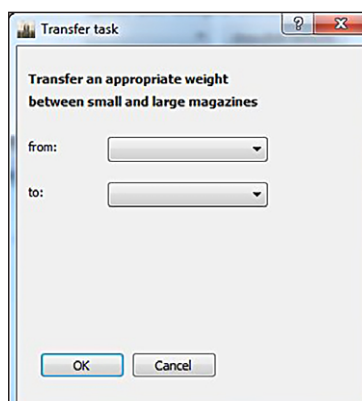 Transfer task
Transfer an appropriate weight
between small and large magazines
from:
to:
OK
Cancel